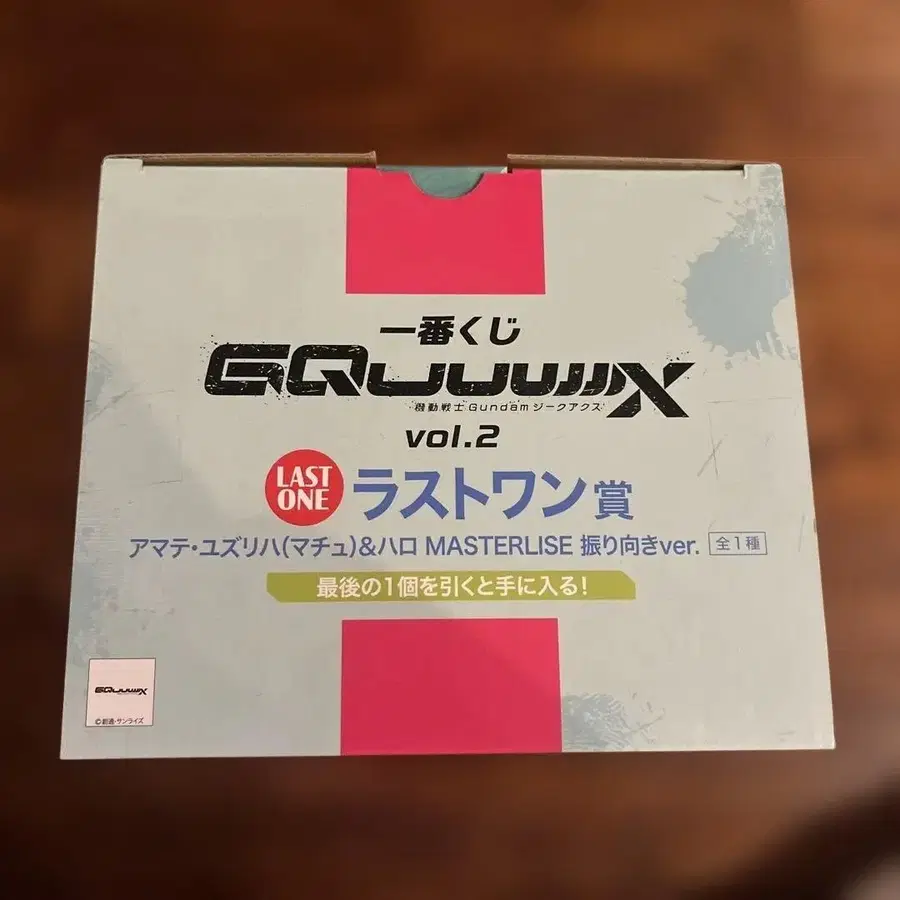 一番くじ
GQuuuuuuX
機動戦士Gundamジークアクス
vol.2
LAST
ONE
ラストワン賞
アマテ・ユズリハ(マチュ)&ハロ MASTERLISE 振り向きver. 全1種
最後の1個を引くと手に入る!
GQuuuuuuX
©創通・サンライズ